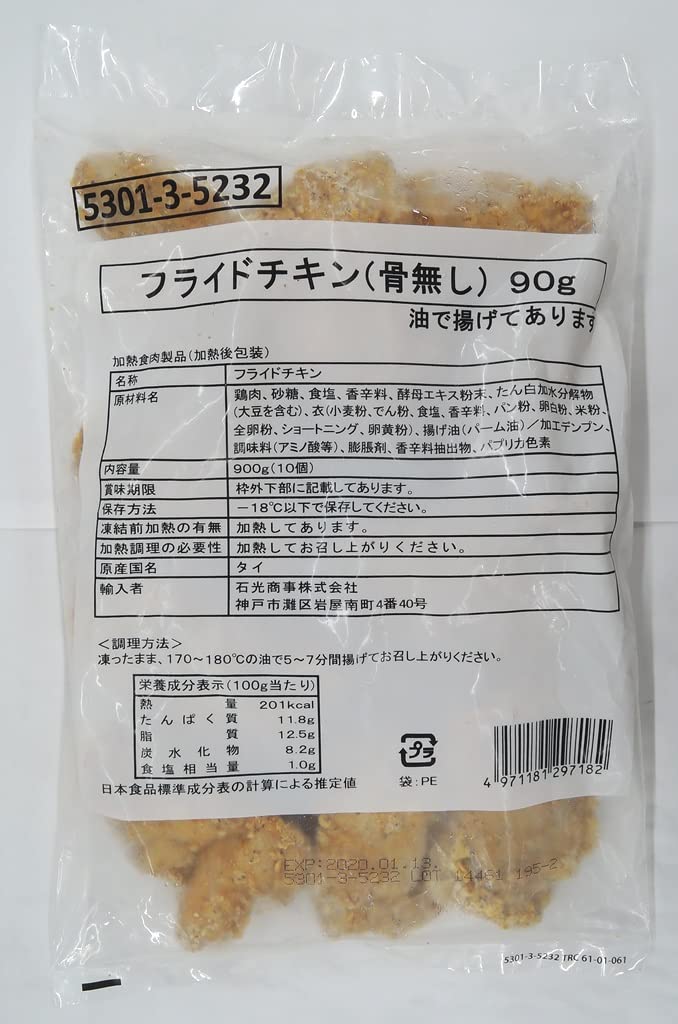 5301-3-5232
フライドチキン(骨無し) 90g
油で揚げてあります
加熱食肉製品(加熱後包装)
名称 フライドチキン
原材料名 鶏肉、砂糖、食塩、香辛料、酵母エキス粉末、たん白加水分解物
(大豆を含む)、衣(小麦粉、でん粉、食塩、香辛料、パン粉、卵白粉、米粉、
全卵粉、ショートニング、卵黄粉)、揚げ油(パーム油)/加工デンプン、
調味料(アミノ酸等)、膨脹剤、香辛料抽出物、パプリカ色素
内容量 900g(10個)
賞味期限 枠外下部に記載してあります。
保存方法 -18℃以下で保存してください。
凍結前加熱の有無 加熱してあります。
加熱調理の必要性 加熱してお召し上がりください。
原産国名 タイ
輸入者 石光商事株式会社
神戸市灘区岩屋南町4番40号
<調理方法>
凍ったまま、170~180℃の油で5~7分間揚げてお召し上がりください。
栄養成分表示(100g当たり)
熱量 201kcal
たんぱく質 11.8g
脂質 12.5g
炭水化物 8.2g
食塩相当量 1.0g
日本食品標準成分表の計算による推定値
プラ
袋:PE
4 971181 297182
EXP:2020.01.13.
5301-3-5232 LOT 14461 195-2
5301-3-5232 TRC 61-01-061